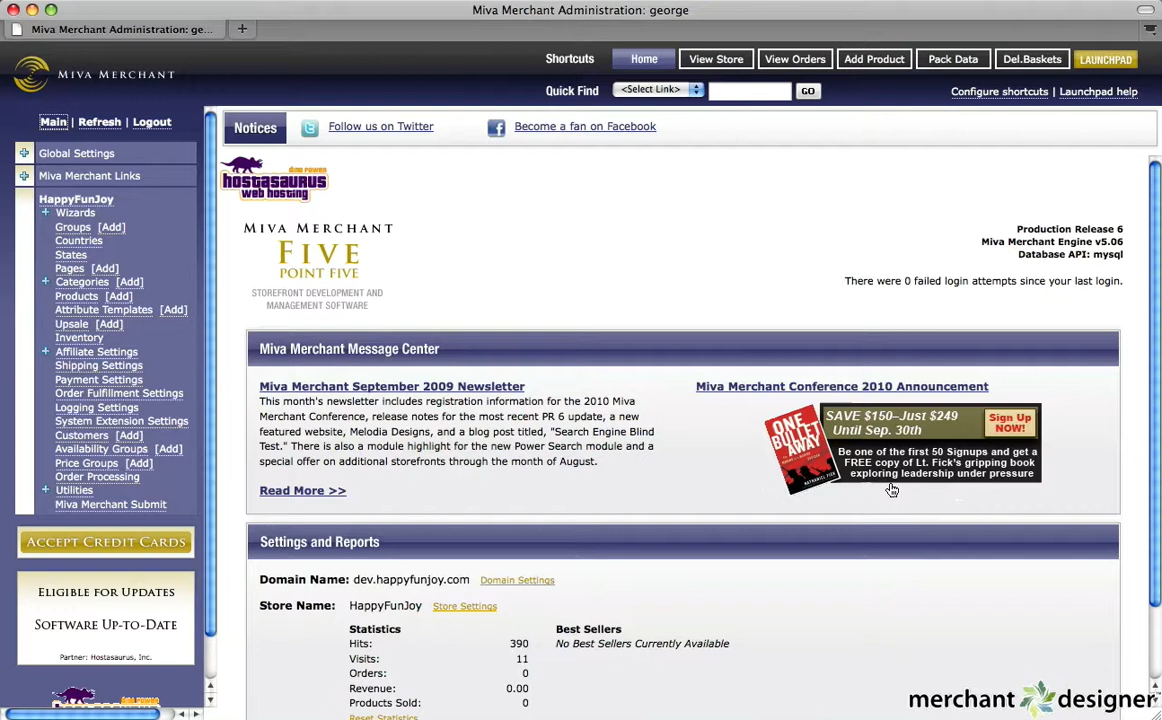 Miva Merchant Administration: george
Miva Merchant Administration: ge...
MIVA MERCHANT
Shortcuts Home View Store View Orders Add Product Pack Data Del.Baskets LAUNCHPAD
Quick Find <Select Link> GO Configure shortcuts | Launchpad help
Main | Refresh | Logout
Global Settings
Miva Merchant Links
HappyFunJoy
Wizards
Groups [Add]
Countries
States
Pages [Add]
Categories [Add]
Products [Add]
Attribute Templates [Add]
Upsale [Add]
Inventory
Affiliate Settings
Shipping Settings
Payment Settings
Order Fulfillment Settings
Logging Settings
System Extension Settings
Customers [Add]
Availability Groups [Add]
Price Groups [Add]
Order Processing
Utilities
Miva Merchant Submit
ACCEPT CREDIT CARDS
ELIGIBLE FOR UPDATES
SOFTWARE UP-TO-DATE
Partner: Hostasaurus, Inc.
Notices Follow us on Twitter Become a fan on Facebook
dino power
hostasaurus
web hosting
MIVA MERCHANT
FIVE
POINT FIVE
STOREFRONT DEVELOPMENT AND
MANAGEMENT SOFTWARE
Production Release 6
Miva Merchant Engine v5.06
Database API: mysql
There were 0 failed login attempts since your last login.
Miva Merchant Message Center
Miva Merchant September 2009 Newsletter
This month's newsletter includes registration information for the 2010 Miva
Merchant Conference, release notes for the most recent PR 6 update, a new
featured website, Melodia Designs, and a blog post titled, "Search Engine Blind
Test." There is also a module highlight for the new Power Search module and a
special offer on additional storefronts through the month of August.
Read More >>
Miva Merchant Conference 2010 Announcement
ONE
BULLET
AWAY
SAVE $150–Just $249
Until Sep. 30th
Sign Up
NOW!
Be one of the first 50 Signups and get a
FREE copy of Lt. Fick's gripping book
exploring leadership under pressure
Settings and Reports
Domain Name: dev.happyfunjoy.com Domain Settings
Store Name: HappyFunJoy Store Settings
Statistics Best Sellers
Hits: 390 No Best Sellers Currently Available
Visits: 11
Orders: 0
Revenue: 0.00
Products Sold: 0
Reset Statistics
merchant designer